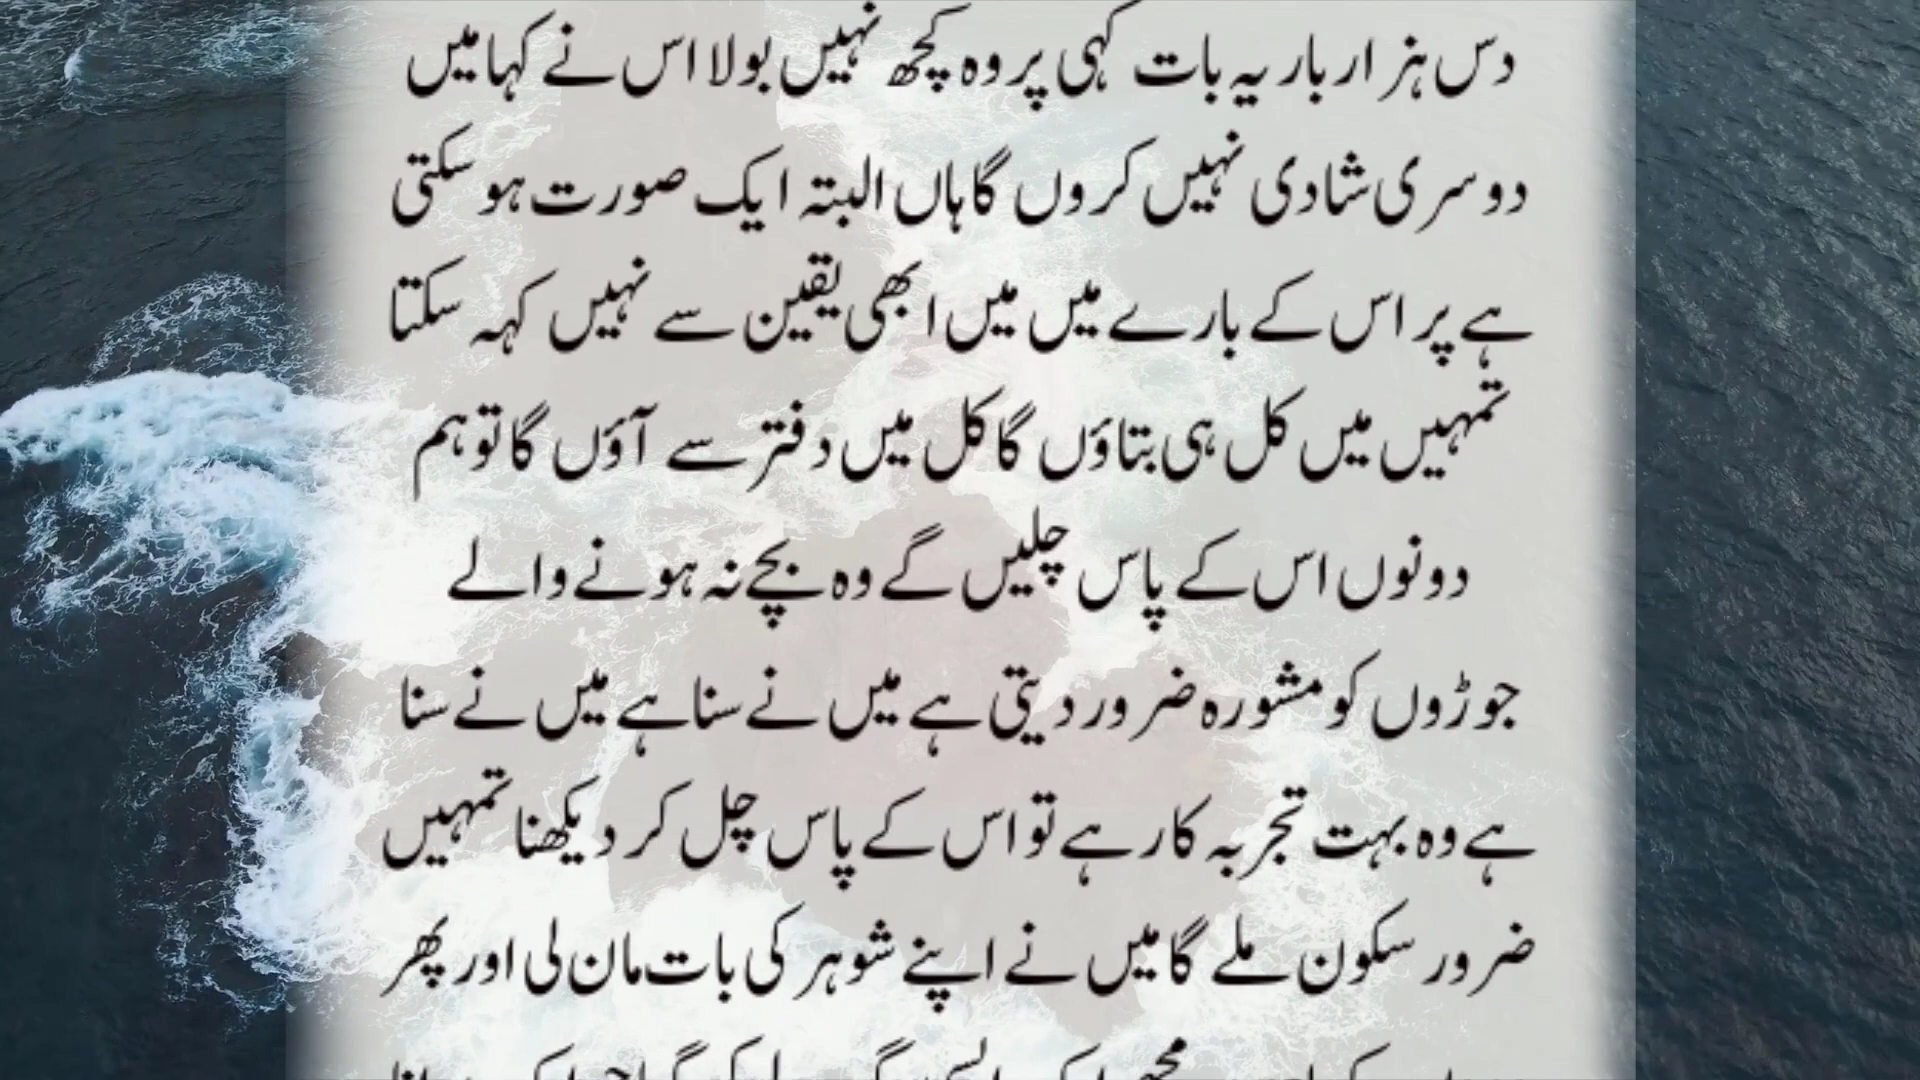 دس ہزار بار یہ بات کہی پر وہ کچھ نہیں بولا اس نے کہا میں
دوسری شادی نہیں کروں گا ہاں البتہ ایک صورت ہو سکتی
ہے پر اس کے بارے میں میں ابھی یقین سے نہیں کہہ سکتا
تمہیں میں کل ہی بتاؤں گا کل میں دفتر سے آؤں گا تو ہم
دونوں اس کے پاس چلیں گے وہ بچے نہ ہونے والے
جوڑوں کو مشورہ ضرور دیتی ہے میں نے سنا ہے میں نے سنا
ہے وہ بہت تجربہ کار ہے تو اس کے پاس چل کر دیکھنا تمہیں
ضرور سکون ملے گا میں نے اپنے شوہر کی بات مان لی اور پھر